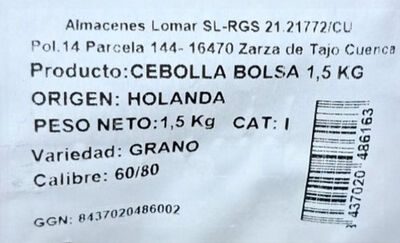 Almacenes Lomar SL-RGS 21.21772/CU
Pol.14 Parcela 144- 16470 Zarza de Tajo Cuenca
Producto:CEBOLLA BOLSA 1,5 KG
ORIGEN: HOLANDA
PESO NETO:1,5 Kg CAT: I
Variedad: GRANO
Calibre: 60/80
GGN: 8437020486002
8 437020 486163